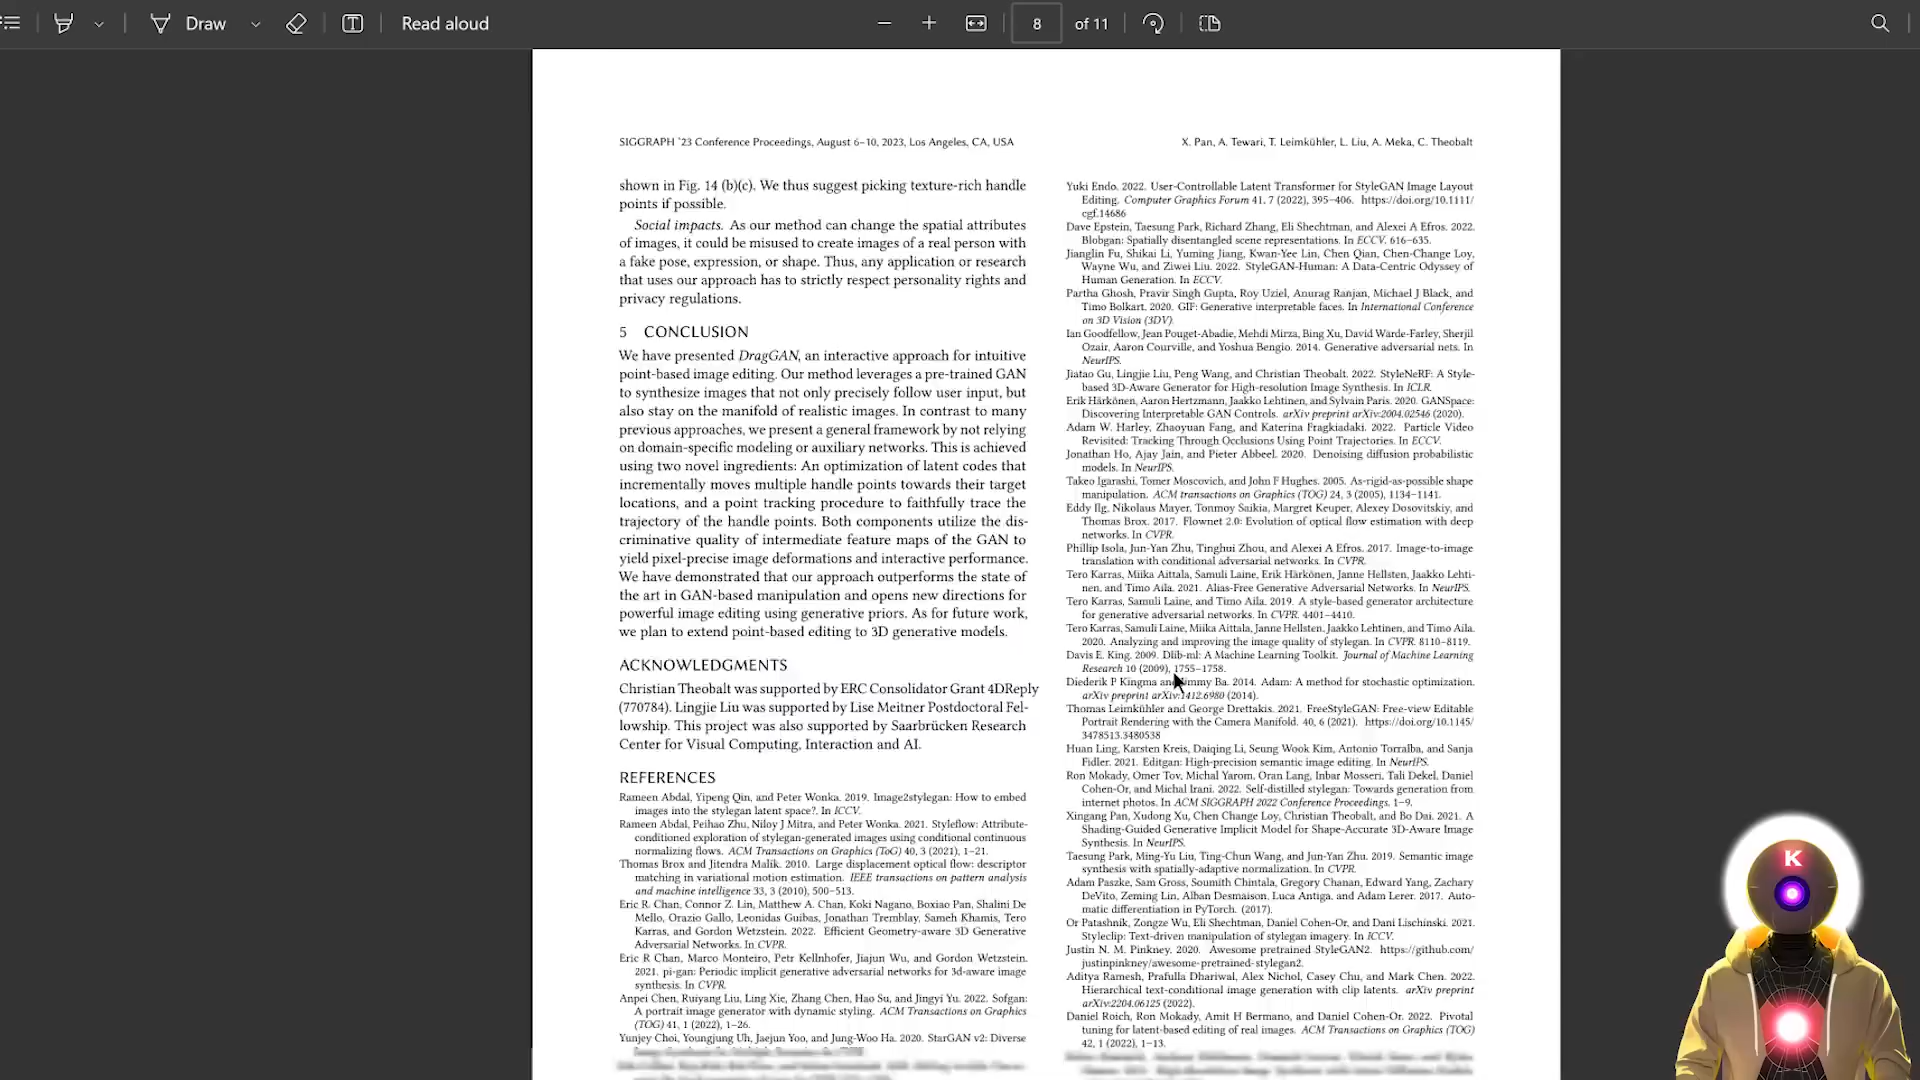 Draw
Read aloud
8
of 11
SIGGRAPH '23 Conference Proceedings, August 6–10, 2023, Los Angeles, CA, USA
X. Pan, A. Tewari, T. Leimkühler, L. Liu, A. Meka, C. Theobalt
shown in Fig. 14 (b)(c). We thus suggest picking texture-rich handle
points if possible.
Social impacts. As our method can change the spatial attributes
of images, it could be misused to create images of a real person with
a fake pose, expression, or shape. Thus, any application or research
that uses our approach has to strictly respect personality rights and
privacy regulations.
5 CONCLUSION
We have presented DragGAN, an interactive approach for intuitive
point-based image editing. Our method leverages a pre-trained GAN
to synthesize images that not only precisely follow user input, but
also stay on the manifold of realistic images. In contrast to many
previous approaches, we present a general framework by not relying
on domain-specific modeling or auxiliary networks. This is achieved
using two novel ingredients: An optimization of latent codes that
incrementally moves multiple handle points towards their target
locations, and a point tracking procedure to faithfully trace the
trajectory of the handle points. Both components utilize the dis-
criminative quality of intermediate feature maps of the GAN to
yield pixel-precise image deformations and interactive performance.
We have demonstrated that our approach outperforms the state of
the art in GAN-based manipulation and opens new directions for
powerful image editing using generative priors. As for future work,
we plan to extend point-based editing to 3D generative models.
ACKNOWLEDGMENTS
Christian Theobalt was supported by ERC Consolidator Grant 4DReply
(770784). Lingjie Liu was supported by Lise Meitner Postdoctoral Fel-
lowship. This project was also supported by Saarbrücken Research
Center for Visual Computing, Interaction and AI.
REFERENCES
Rameen Abdal, Yipeng Qin, and Peter Wonka. 2019. Image2stylegan: How to embed
images into the stylegan latent space?. In ICCV.
Rameen Abdal, Peihao Zhu, Niloy J Mitra, and Peter Wonka. 2021. Styleflow: Attribute-
conditioned exploration of stylegan-generated images using conditional continuous
normalizing flows. ACM Transactions on Graphics (ToG) 40, 3 (2021), 1–21.
Thomas Brox and Jitendra Malik. 2010. Large displacement optical flow: descriptor
matching in variational motion estimation. IEEE transactions on pattern analysis
and machine intelligence 33, 3 (2010), 500–513.
Eric R. Chan, Connor Z. Lin, Matthew A. Chan, Koki Nagano, Boxiao Pan, Shalini De
Mello, Orazio Gallo, Leonidas Guibas, Jonathan Tremblay, Sameh Khamis, Tero
Karras, and Gordon Wetzstein. 2022. Efficient Geometry-aware 3D Generative
Adversarial Networks. In CVPR.
Eric R Chan, Marco Monteiro, Petr Kellnhofer, Jiajun Wu, and Gordon Wetzstein.
2021. pi-gan: Periodic implicit generative adversarial networks for 3d-aware image
synthesis. In CVPR.
Anpei Chen, Ruiyang Liu, Ling Xie, Zhang Chen, Hao Su, and Jingyi Yu. 2022. Sofgan:
A portrait image generator with dynamic styling. ACM Transactions on Graphics
(TOG) 41, 1 (2022), 1–26.
Yunjey Choi, Youngjung Uh, Jaejun Yoo, and Jung-Woo Ha. 2020. StarGAN v2: Diverse
Yuki Endo. 2022. User-Controllable Latent Transformer for StyleGAN Image Layout
Editing. Computer Graphics Forum 41, 7 (2022), 395–406. https://doi.org/10.1111/
cgf.14686
Dave Epstein, Taesung Park, Richard Zhang, Eli Shechtman, and Alexei A Efros. 2022.
Blobgan: Spatially disentangled scene representations. In ECCV. 616–635.
Jianglin Fu, Shikai Li, Yuming Jiang, Kwan-Yee Lin, Chen Qian, Chen-Change Loy,
Wayne Wu, and Ziwei Liu. 2022. StyleGAN-Human: A Data-Centric Odyssey of
Human Generation. In ECCV.
Partha Ghosh, Pravir Singh Gupta, Roy Uziel, Anurag Ranjan, Michael J Black, and
Timo Bolkart. 2020. GIF: Generative interpretable faces. In International Conference
on 3D Vision (3DV).
Ian Goodfellow, Jean Pouget-Abadie, Mehdi Mirza, Bing Xu, David Warde-Farley, Sherjil
Ozair, Aaron Courville, and Yoshua Bengio. 2014. Generative adversarial nets. In
NeurIPS.
Jiatao Gu, Lingjie Liu, Peng Wang, and Christian Theobalt. 2022. StyleNeRF: A Style-
based 3D-Aware Generator for High-resolution Image Synthesis. In ICLR.
Erik Härkönen, Aaron Hertzmann, Jaakko Lehtinen, and Sylvain Paris. 2020. GANSpace:
Discovering Interpretable GAN Controls. arXiv preprint arXiv:2004.02546 (2020).
Adam W. Harley, Zhaoyuan Fang, and Katerina Fragkiadaki. 2022. Particle Video
Revisited: Tracking Through Occlusions Using Point Trajectories. In ECCV.
Jonathan Ho, Ajay Jain, and Pieter Abbeel. 2020. Denoising diffusion probabilistic
models. In NeurIPS.
Takeo Igarashi, Tomer Moscovich, and John F Hughes. 2005. As-rigid-as-possible shape
manipulation. ACM transactions on Graphics (TOG) 24, 3 (2005), 1134–1141.
Eddy Ilg, Nikolaus Mayer, Tonmoy Saikia, Margret Keuper, Alexey Dosovitskiy, and
Thomas Brox. 2017. Flownet 2.0: Evolution of optical flow estimation with deep
networks. In CVPR.
Phillip Isola, Jun-Yan Zhu, Tinghui Zhou, and Alexei A Efros. 2017. Image-to-image
translation with conditional adversarial networks. In CVPR.
Tero Karras, Miika Aittala, Samuli Laine, Erik Härkönen, Janne Hellsten, Jaakko Lehti-
nen, and Timo Aila. 2021. Alias-Free Generative Adversarial Networks. In NeurIPS.
Tero Karras, Samuli Laine, and Timo Aila. 2019. A style-based generator architecture
for generative adversarial networks. In CVPR. 4401–4410.
Tero Karras, Samuli Laine, Miika Aittala, Janne Hellsten, Jaakko Lehtinen, and Timo Aila.
2020. Analyzing and improving the image quality of stylegan. In CVPR. 8110–8119.
Davis E. King. 2009. Dlib-ml: A Machine Learning Toolkit. Journal of Machine Learning
Research 10 (2009), 1755–1758.
Diederik P Kingma and Jimmy Ba. 2014. Adam: A method for stochastic optimization.
arXiv preprint arXiv:1412.6980 (2014).
Thomas Leimkühler and George Drettakis. 2021. FreeStyleGAN: Free-view Editable
Portrait Rendering with the Camera Manifold. 40, 6 (2021). https://doi.org/10.1145/
3478513.3480538
Huan Ling, Karsten Kreis, Daiqing Li, Seung Wook Kim, Antonio Torralba, and Sanja
Fidler. 2021. Editgan: High-precision semantic image editing. In NeurIPS.
Ron Mokady, Omer Tov, Michal Yarom, Oran Lang, Inbar Mosseri, Tali Dekel, Daniel
Cohen-Or, and Michal Irani. 2022. Self-distilled stylegan: Towards generation from
internet photos. In ACM SIGGRAPH 2022 Conference Proceedings. 1–9.
Xingang Pan, Xudong Xu, Chen Change Loy, Christian Theobalt, and Bo Dai. 2021. A
Shading-Guided Generative Implicit Model for Shape-Accurate 3D-Aware Image
Synthesis. In NeurIPS.
Taesung Park, Ming-Yu Liu, Ting-Chun Wang, and Jun-Yan Zhu. 2019. Semantic image
synthesis with spatially-adaptive normalization. In CVPR.
Adam Paszke, Sam Gross, Soumith Chintala, Gregory Chanan, Edward Yang, Zachary
DeVito, Zeming Lin, Alban Desmaison, Luca Antiga, and Adam Lerer. 2017. Auto-
matic differentiation in PyTorch. (2017).
Or Patashnik, Zongze Wu, Eli Shechtman, Daniel Cohen-Or, and Dani Lischinski. 2021.
Styleclip: Text-driven manipulation of stylegan imagery. In ICCV.
Justin N. M. Pinkney. 2020. Awesome pretrained StyleGAN2. https://github.com/
justinpinkney/awesome-pretrained-stylegan2.
Aditya Ramesh, Prafulla Dhariwal, Alex Nichol, Casey Chu, and Mark Chen. 2022.
Hierarchical text-conditional image generation with clip latents. arXiv preprint
arXiv:2204.06125 (2022).
Daniel Roich, Ron Mokady, Amit H Bermano, and Daniel Cohen-Or. 2022. Pivotal
tuning for latent-based editing of real images. ACM Transactions on Graphics (TOG)
42, 1 (2022), 1–13.
K